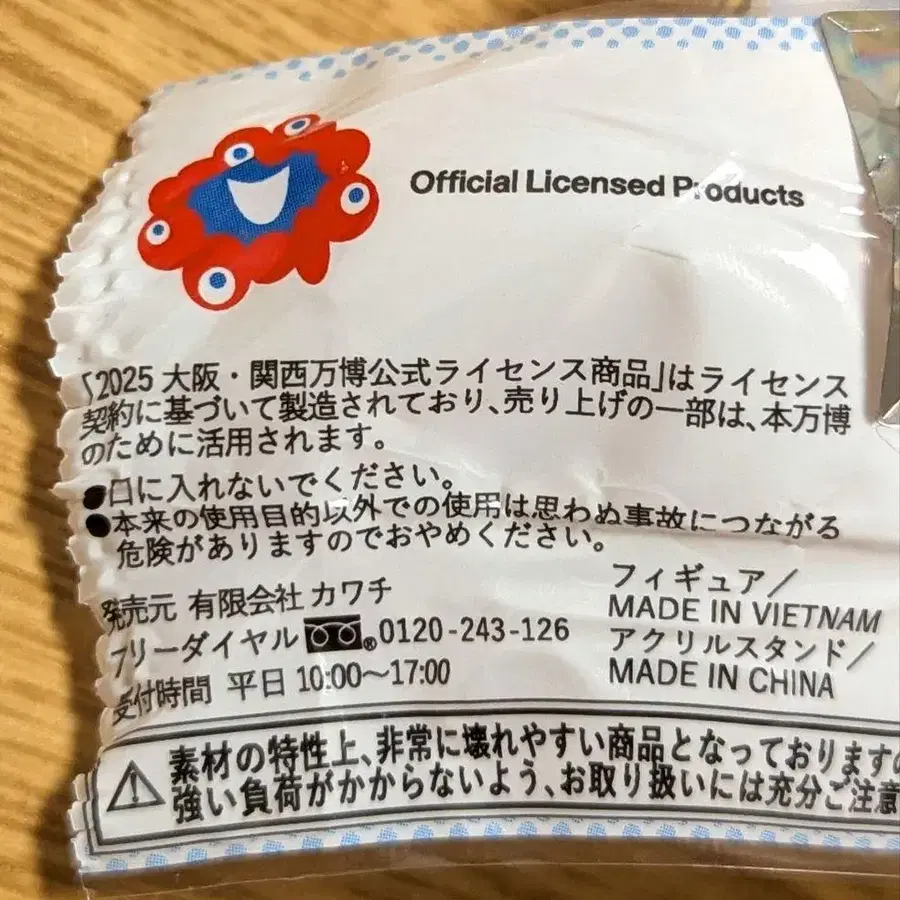 Official Licensed Products
「2025 大阪・関西万博公式ライセンス商品」はライセンス
契約に基づいて製造されており、売り上げの一部は、本万博
のために活用されます。
●口に入れないでください。
●本来の使用目的以外での使用は思わぬ事故につながる
危険がありますのでおやめください。
発売元 有限会社 カワチ
フリーダイヤル ® 0120-243-126
受付時間 平日 10:00〜17:00
フィギュア／
MADE IN VIETNAM
アクリルスタンド／
MADE IN CHINA
素材の特性上、非常に壊れやすい商品となっておりますの
強い負荷がかからないよう、お取り扱いには充分ご注意